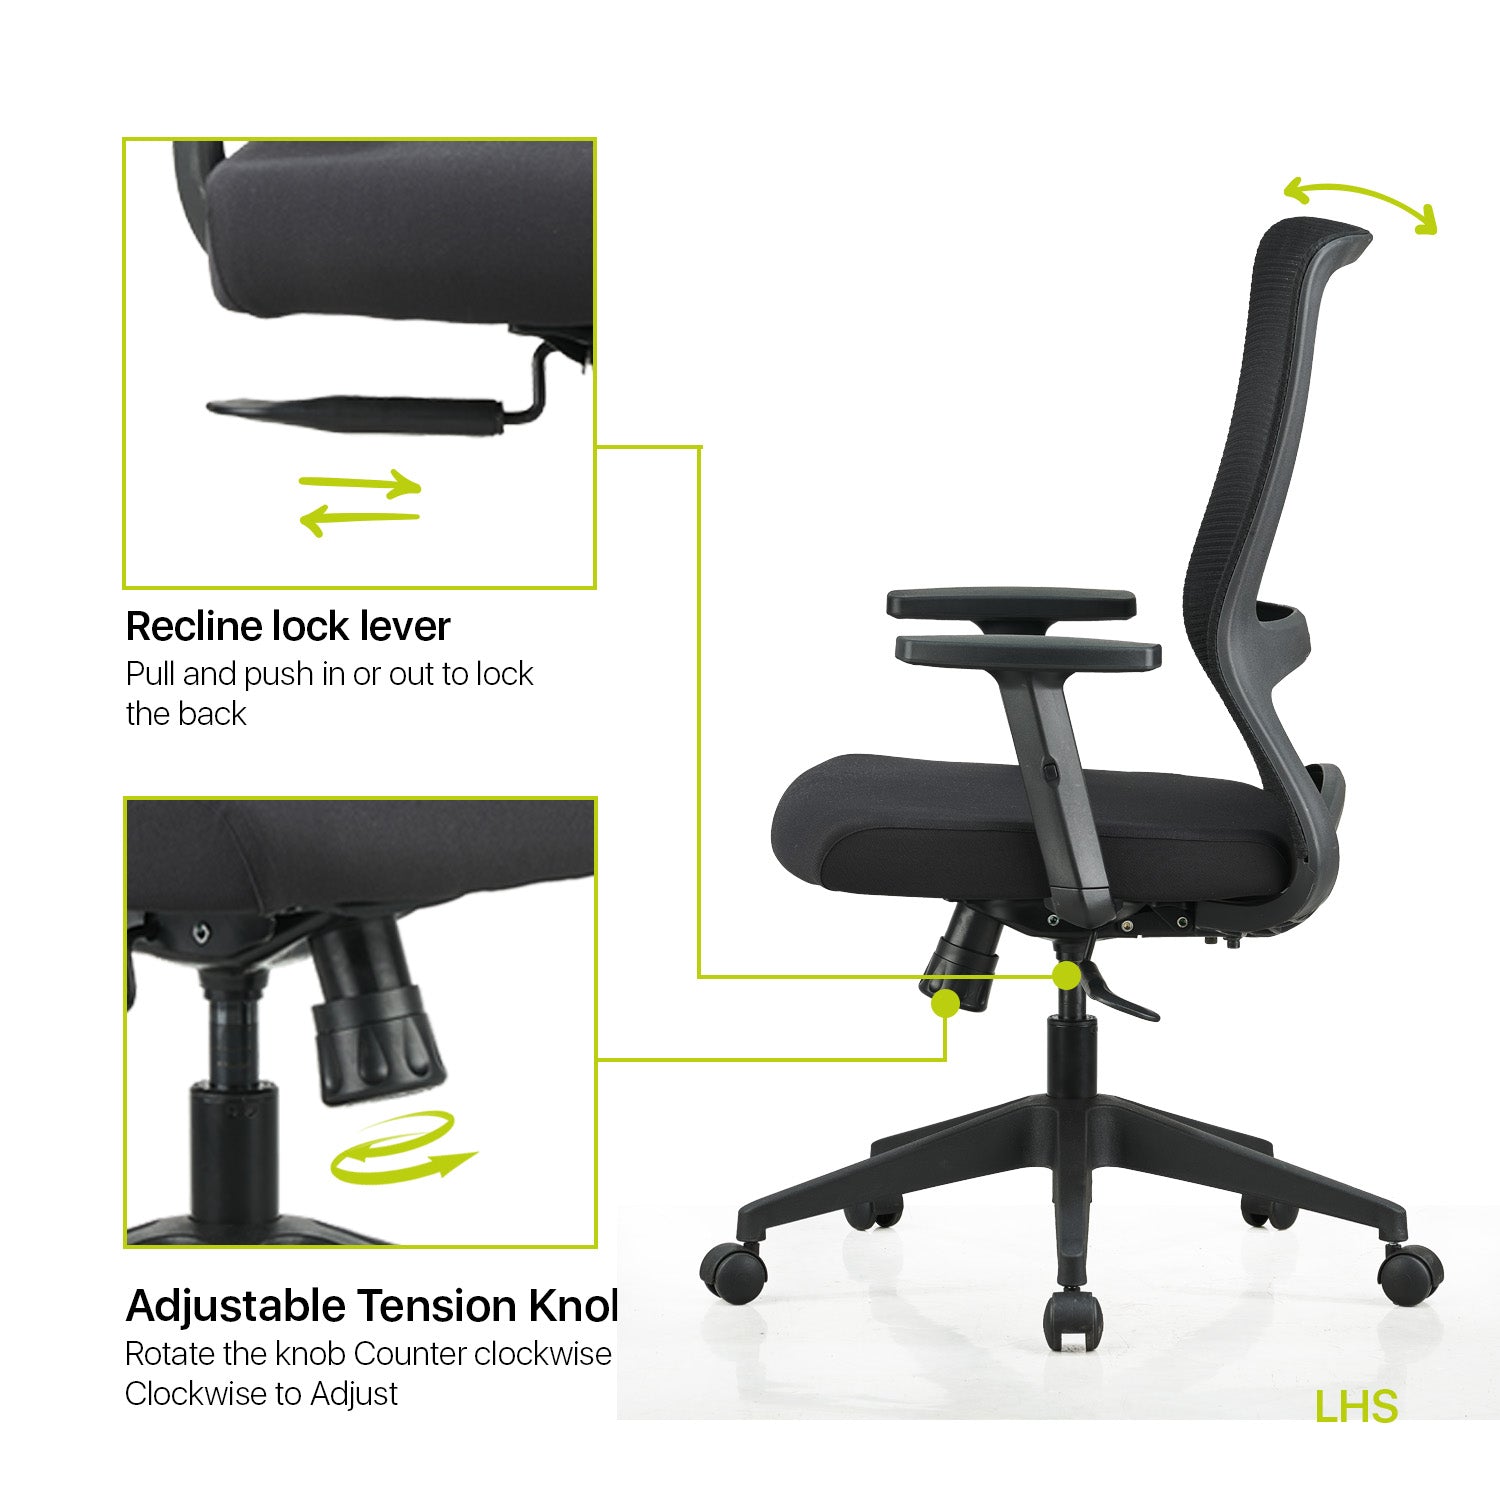 Recline lock lever
Pull and push in or out to lock
the back
Adjustable Tension
Rotate the knob Counter clockwise
Clockwise to Adjust
LHS